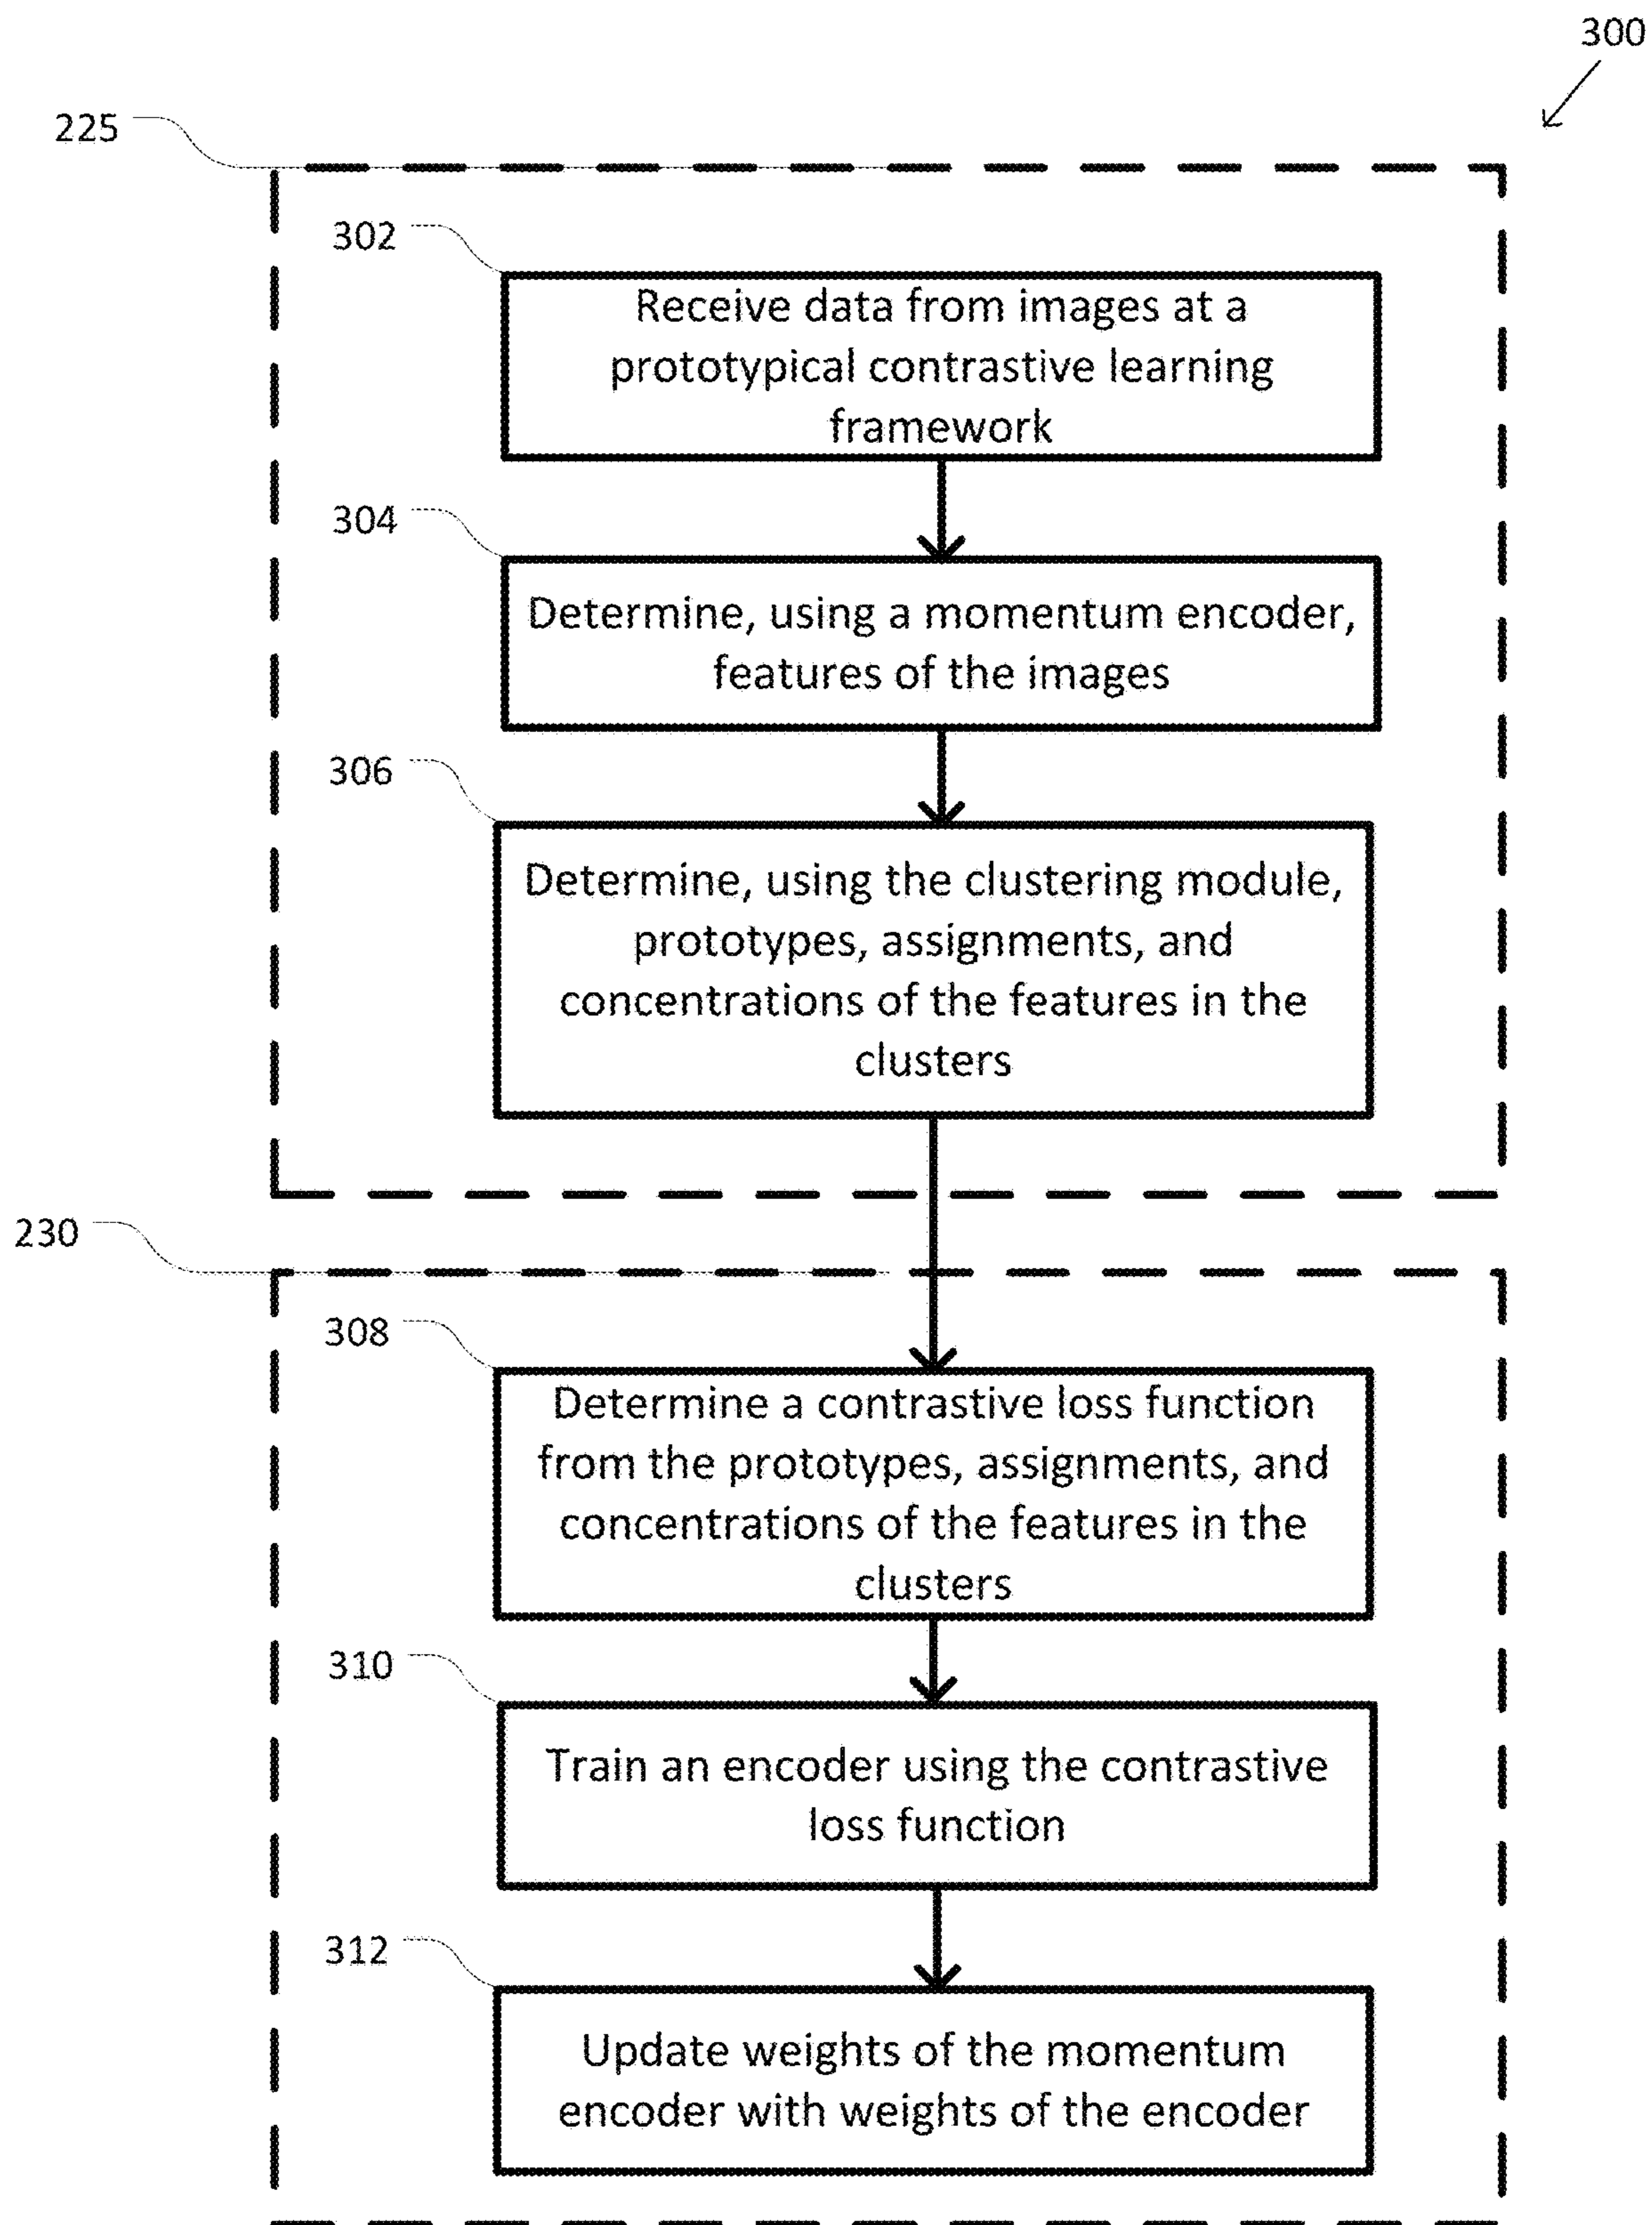 300
225
302
Receive data from images at a
prototypical contrastive learning
framework
304
Determine, using a momentum encoder,
features of the images
306
Determine, using the clustering module,
prototypes, assignments, and
concentrations of the features in the
clusters
230
308
Determine a contrastive loss function
from the prototypes, assignments, and
concentrations of the features in the
clusters
310
Train an encoder using the contrastive
loss function
312
Update weights of the momentum
encoder with weights of the encoder